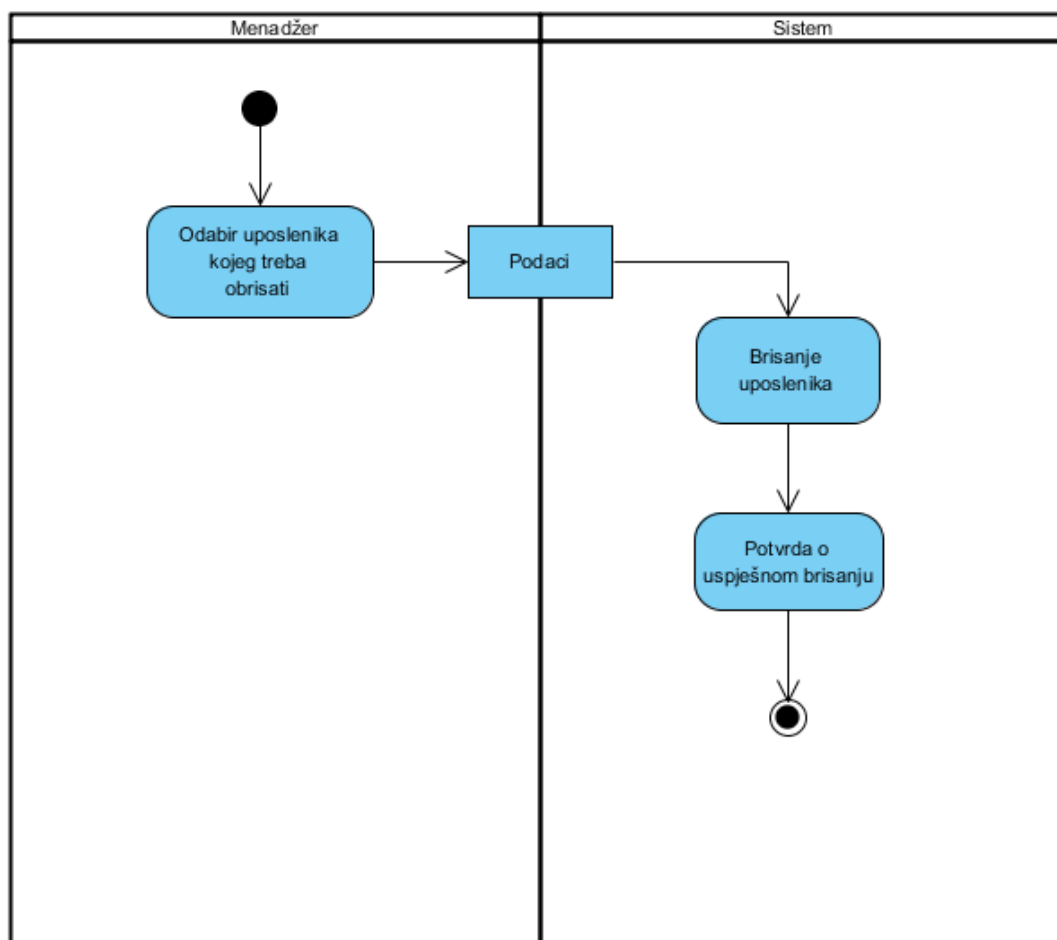 Menadžer
Sistem
Odabir uposlenika
kojeg treba
obrisati
Podaci
Brisanje
uposlenika
Potvrda o
uspješnom brisanju